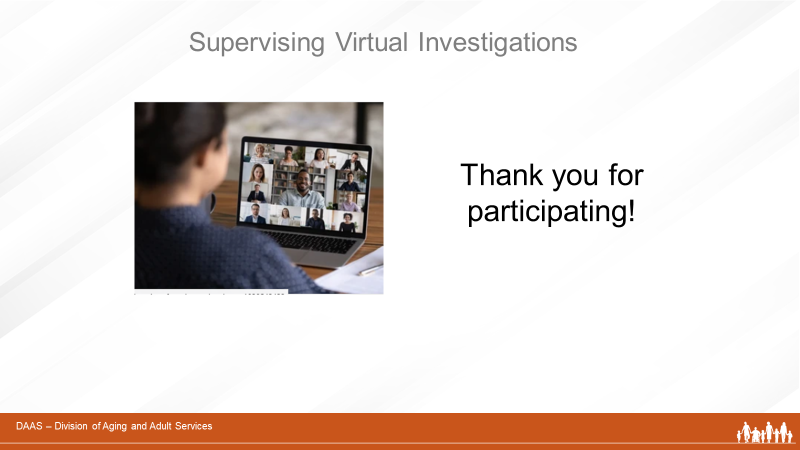 Supervising Virtual Investigations
Thank you for
participating!
DAAS – Division of Aging and Adult Services